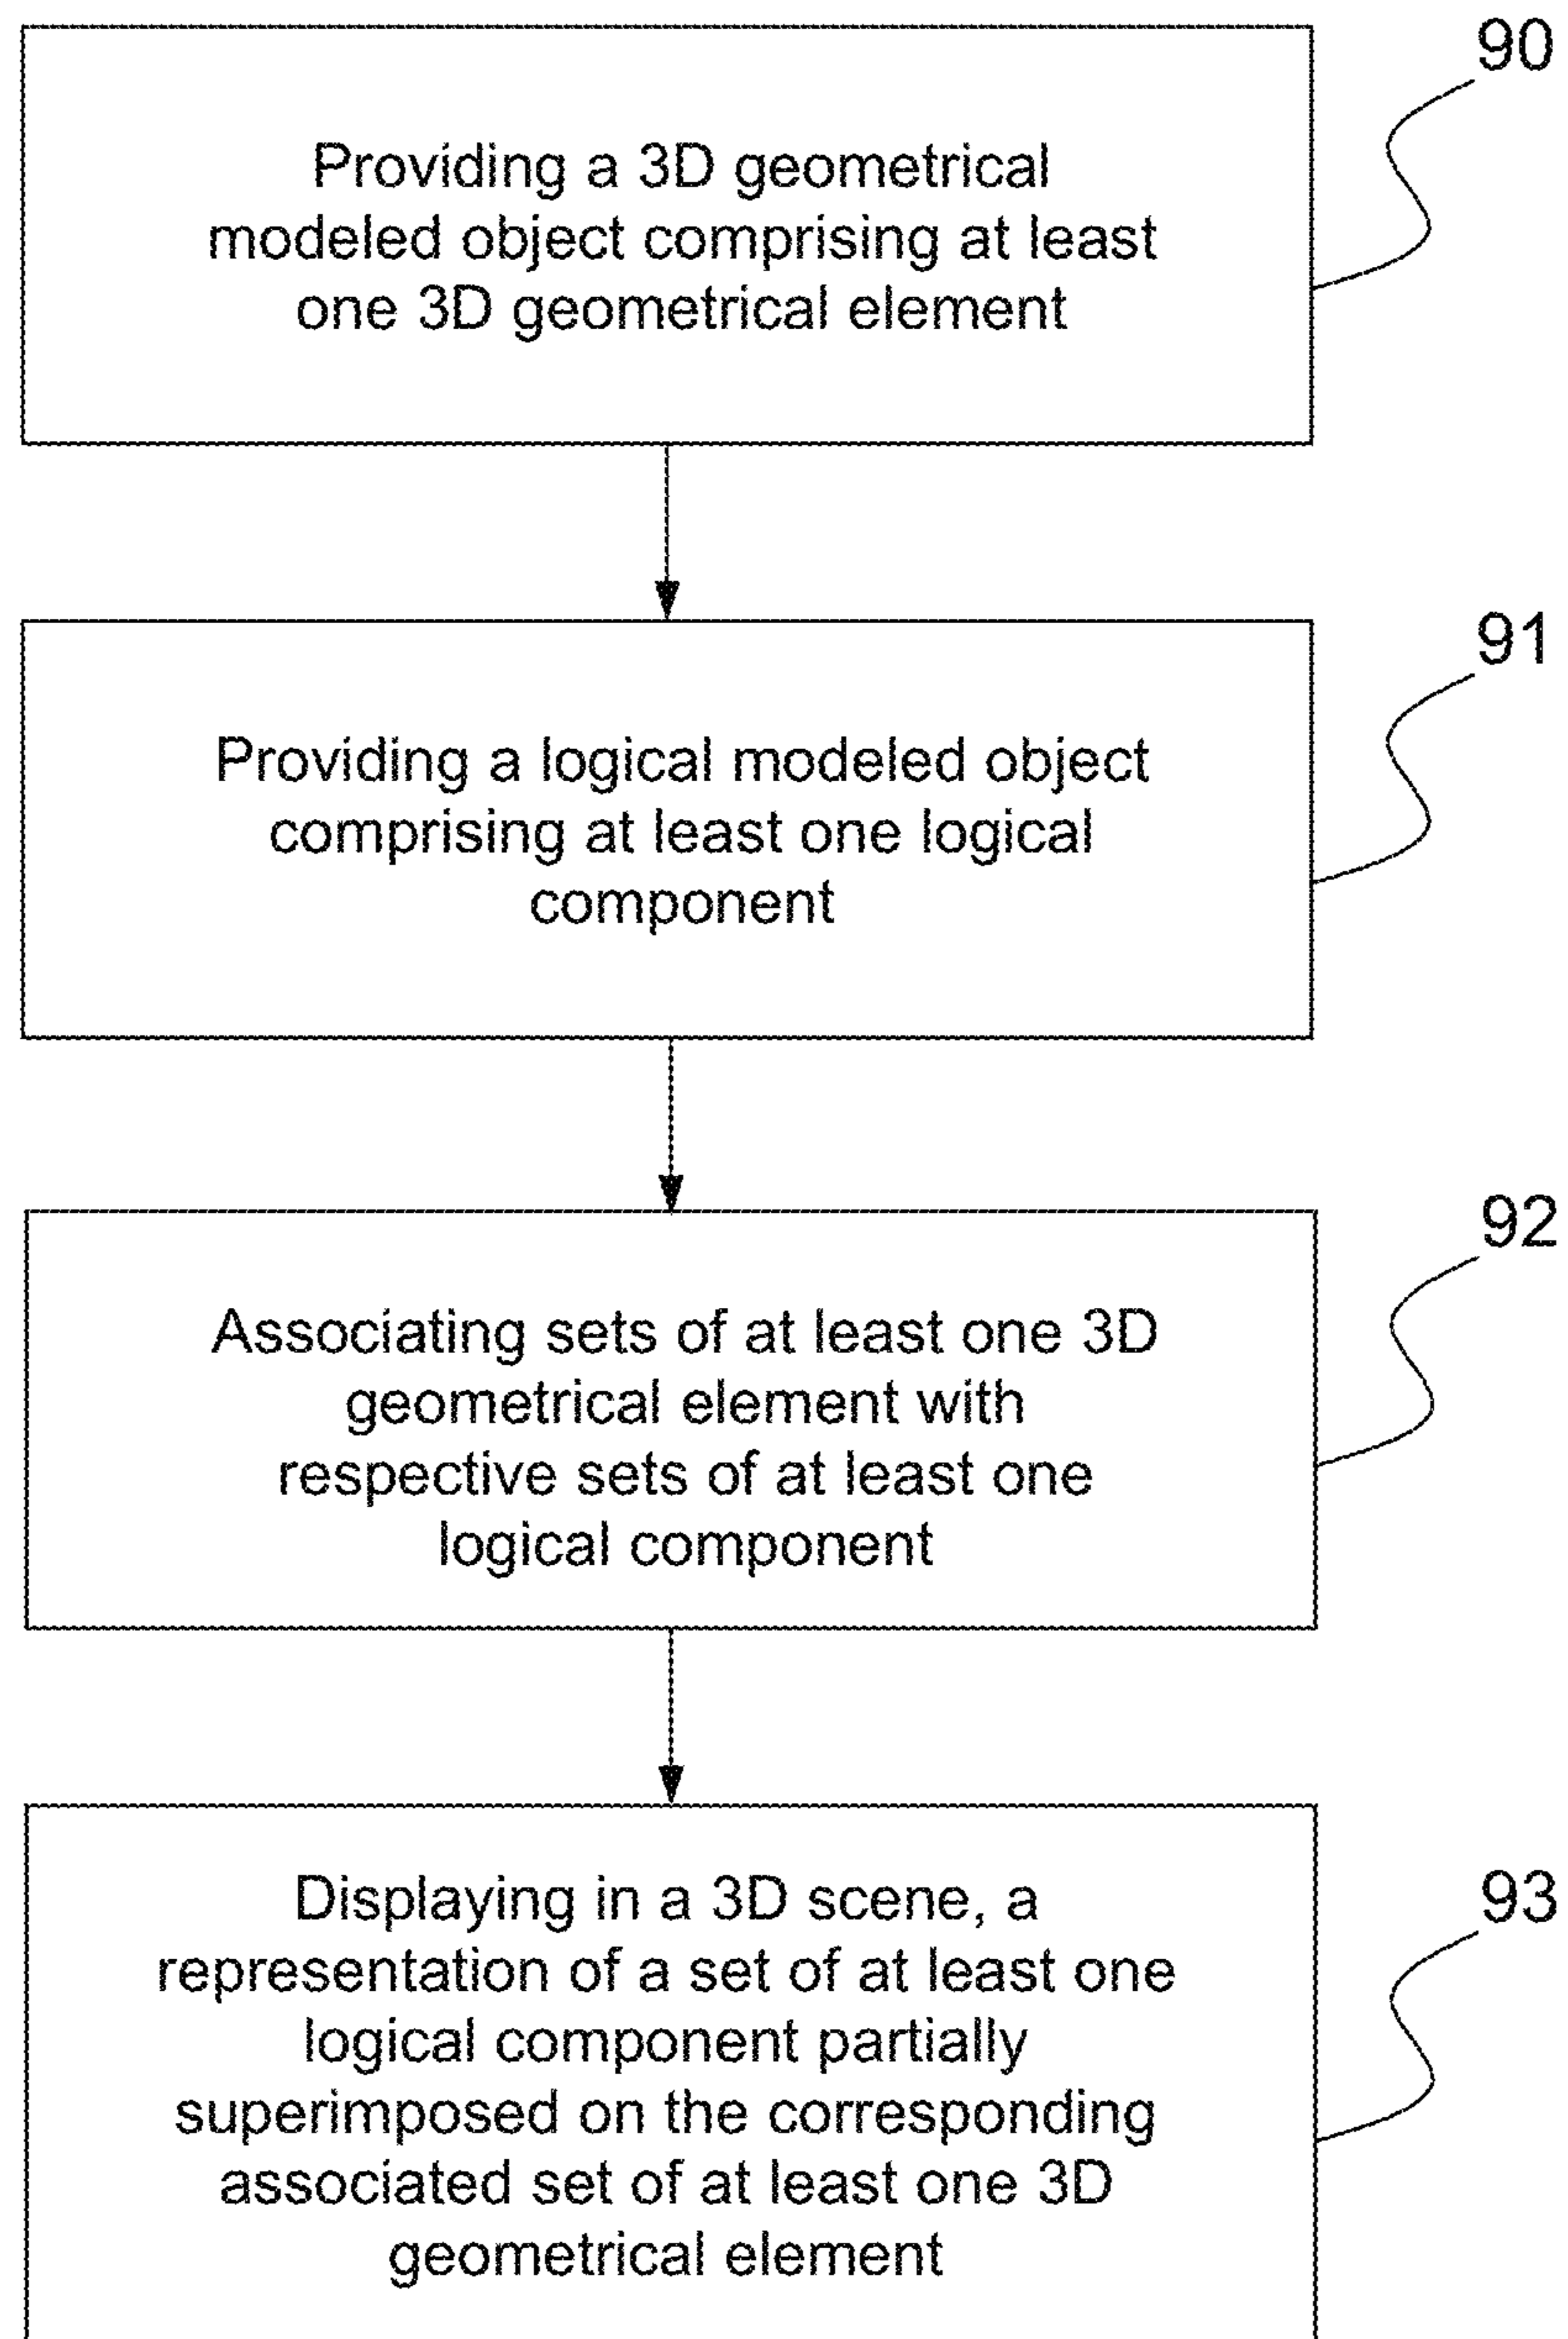 90
Providing a 3D geometrical
modeled object comprising at least
one 3D geometrical element
91
Providing a logical modeled object
comprising at least one logical
component
92
Associating sets of at least one 3D
geometrical element with
respective sets of at least one
logical component
93
Displaying in a 3D scene, a
representation of a set of at least one
logical component partially
superimposed on the corresponding
associated set of at least one 3D
geometrical element